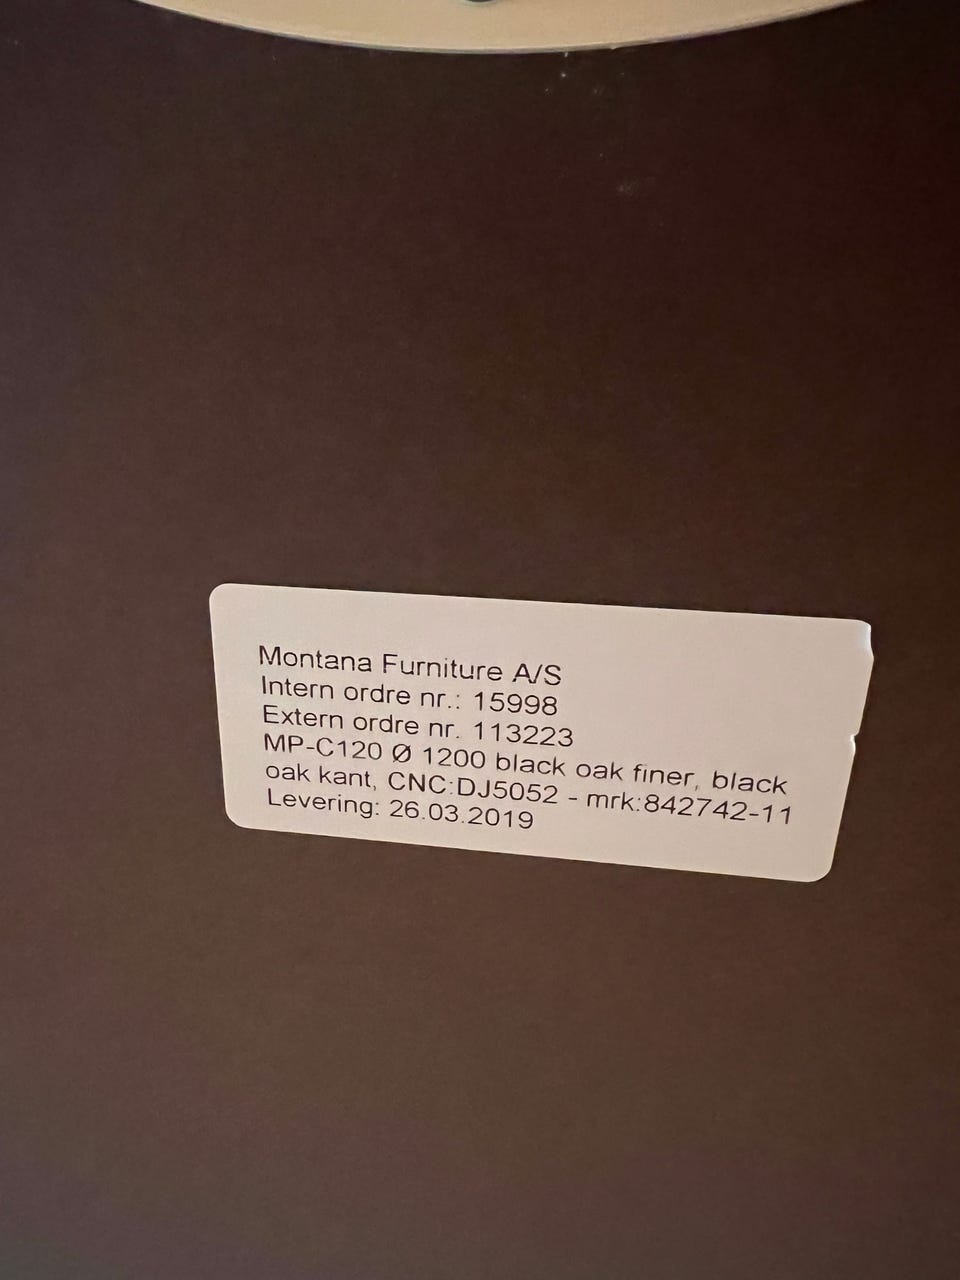 Montana Furniture A/S
Intern ordre nr.: 15998
Extern ordre nr. 113223
MP-C120 Ø 1200 black oak finer, black
oak kant, CNC:DJ5052 - mrk:842742-11
Levering: 26.03.2019